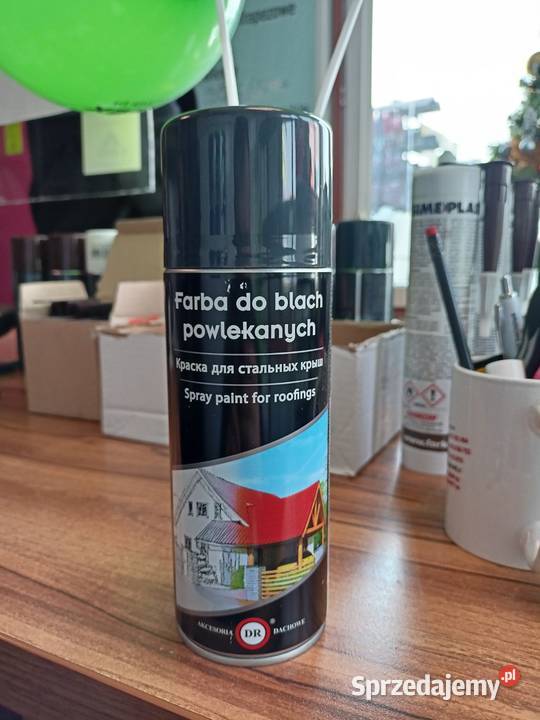 Farba do blach
powlekanych
Краска для стальных крыш
Spray paint for roofings
AKCESORIA DR® DACHOWE
Sprzedajemy.pl